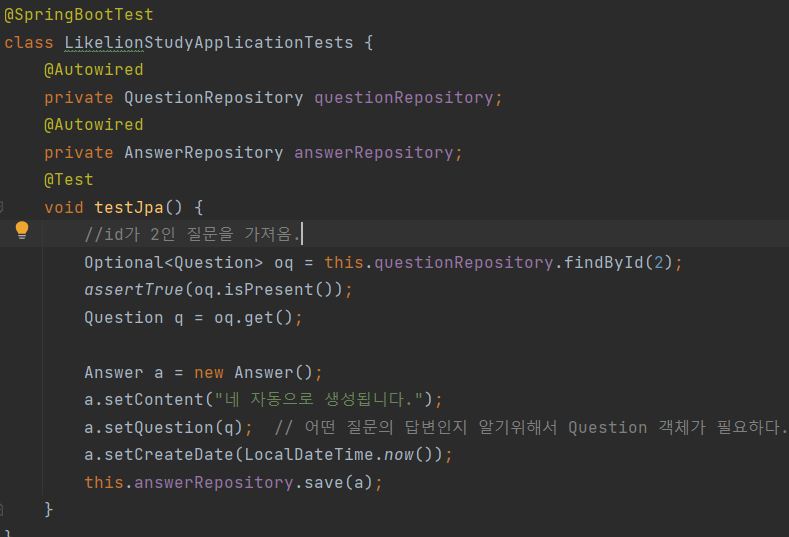 @SpringBootTest
class LikelionStudyApplicationTests {
@Autowired
private QuestionRepository questionRepository;
@Autowired
private AnswerRepository answerRepository;
@Test
void testJpa() {
//id가 2인 질문을 가져옴.
Optional<Question> oq = this.questionRepository.findById(2);
assertTrue(oq.isPresent());
Question q = oq.get();
Answer a = new Answer();
a.setContent("네 자동으로 생성됩니다.");
a.setQuestion(q);  // 어떤 질문의 답변인지 알기위해서 Question 객체가 필요하다.
a.setCreateDate(LocalDateTime.now());
this.answerRepository.save(a);
}
}